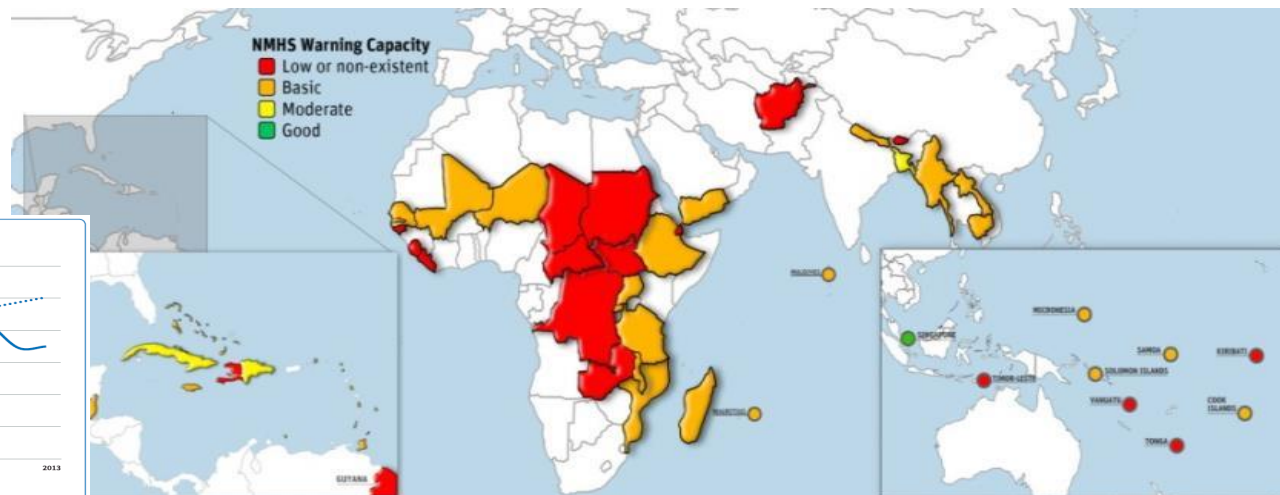 NMHS Warning Capacity
Low or non-existent
Basic
Moderate
Good
MALDIVES
MAURITIUS
MICRONESIA
SINGAPORE
SAMOA
KIRIBATI
SOLOMON ISLANDS
TIMOR-LESTE
VANUATU
COOK
ISLANDS
TONGA
GUYANA
2013